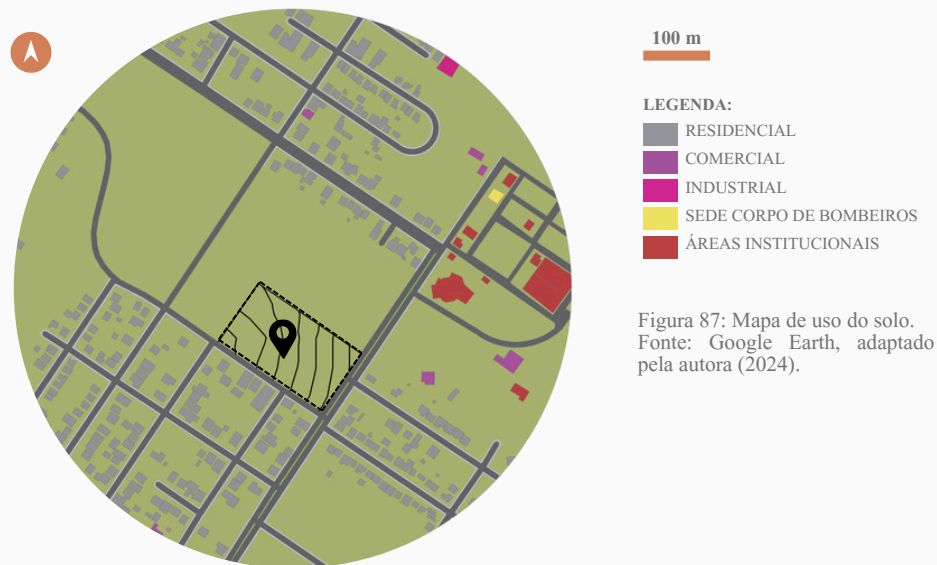 100 m
LEGENDA:
RESIDENCIAL
COMERCIAL
INDUSTRIAL
SEDE CORPO DE BOMBEIROS
ÁREAS INSTITUCIONAIS
Figura 87: Mapa de uso do solo.
Fonte: Google Earth, adaptado
pela autora (2024).